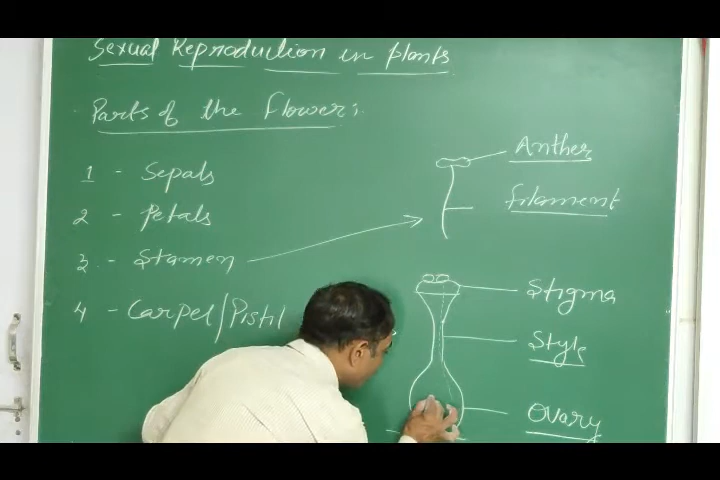 Sexual Reproduction in plants
Parts of the flower:
1 - Sepals
2 - Petals
3 - Stamen
4 - Carpel/Pistil
Anther
filament
Stigma
Style
Ovary